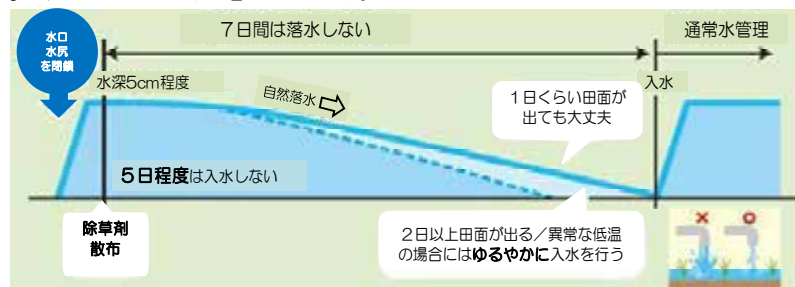 水口
水尻
を閉鎖
7日間は落水しない
通常水管理
水深5cm程度
自然落水
入水
1日くらい田面が
出ても大丈夫
5日程度は入水しない
除草剤
散布
2日以上田面が出る/異常な低温
の場合にはゆるやかに入水を行う